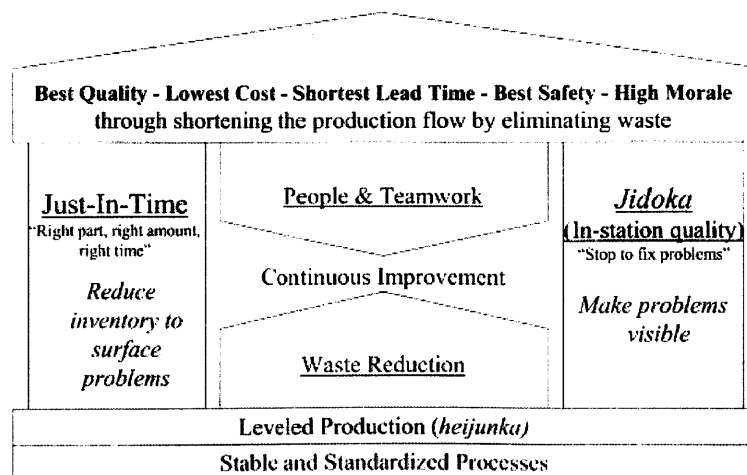 Best Quality - Lowest Cost - Shortest Lead Time - Best Safety - High Morale
through shortening the production flow by eliminating waste
Just-In-Time
"Right part, right amount,
right time"
Reduce
inventory to
surface
problems
People & Teamwork
Continuous Improvement
Waste Reduction
Jidoka
(In-station quality)
"Stop to fix problems"
Make problems
visible
Leveled Production (heijunka)
Stable and Standardized Processes